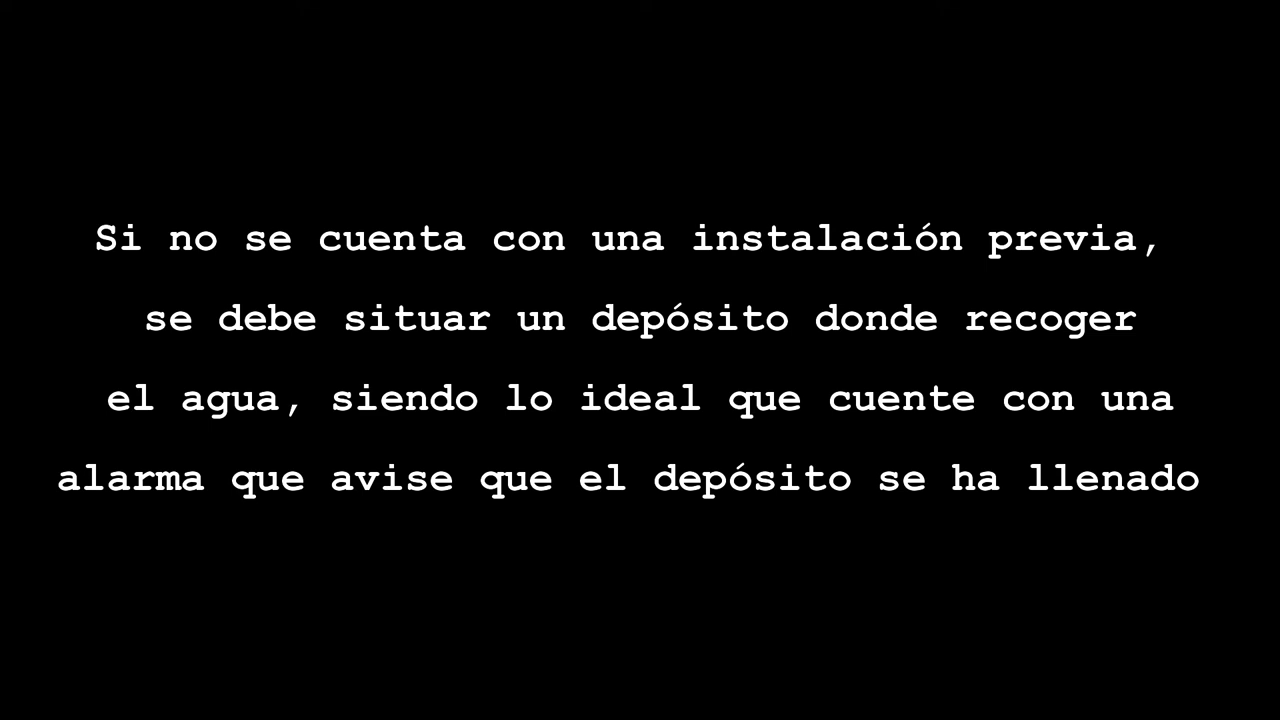 Si no se cuenta con una instalación previa,
se debe situar un depósito donde recoger
el agua, siendo lo ideal que cuente con una
alarma que avise que el depósito se ha llenado